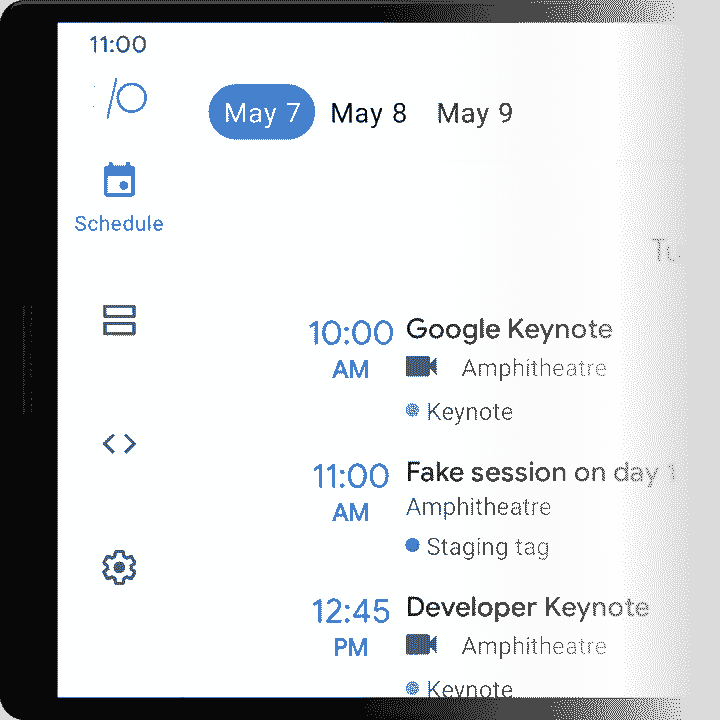 11:00
I/O
May 7 May 8 May 9
Schedule
10:00 AM
Google Keynote
Amphitheatre
Keynote
11:00 AM
Fake session on day 1
Amphitheatre
Staging tag
12:45 PM
Developer Keynote
Amphitheatre
Keynote